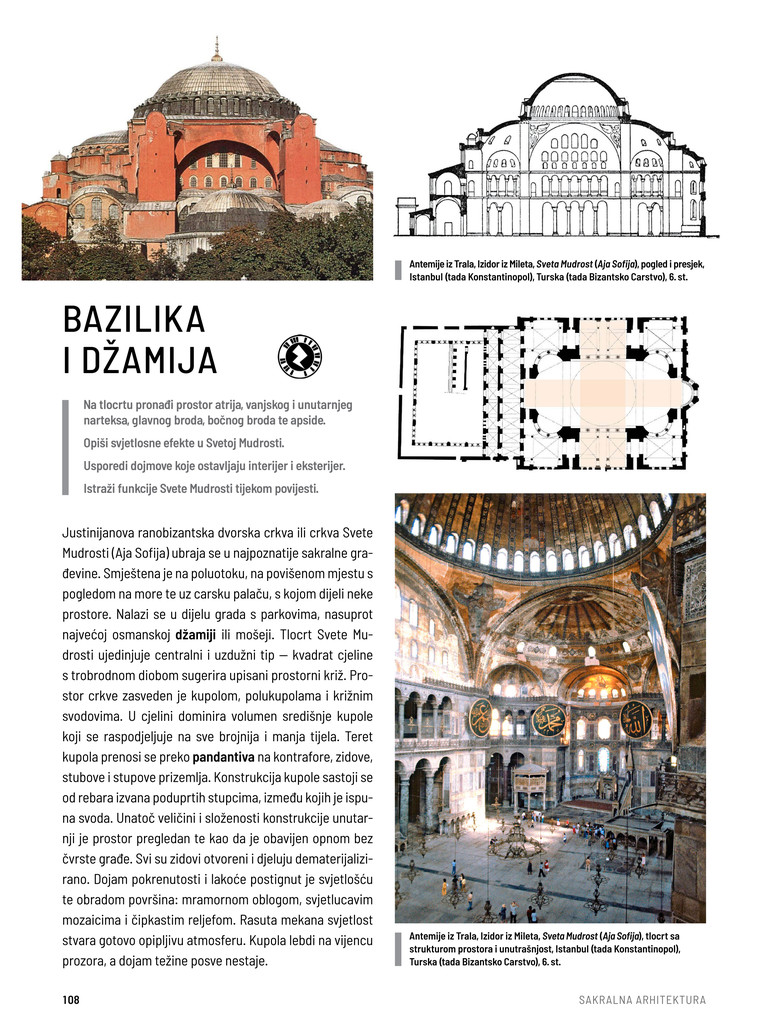 Antemije iz Trala, Izidor iz Mileta, Sveta Mudrost (Aja Sofija), pogled i presjek,
Istanbul (tada Konstantinopol), Turska (tada Bizantsko Carstvo), 6. st.
BAZILIKA
I DŽAMIJA
Na tlocrtu pronađi prostor atrija, vanjskog i unutarnjeg
narteksa, glavnog broda, bočnog broda te apside.
Opiši svjetlosne efekte u Svetoj Mudrosti.
Usporedi dojmove koje ostavljaju interijer i eksterijer.
Istraži funkcije Svete Mudrosti tijekom povijesti.
Justinijanova ranobizantska dvorska crkva ili crkva Svete
Mudrosti (Aja Sofija) ubraja se u najpoznatije sakralne gra-
đevine. Smještena je na poluotoku, na povišenom mjestu s
pogledom na more te uz carsku palaču, s kojom dijeli neke
prostore. Nalazi se u dijelu grada s parkovima, nasuprot
najvećoj osmanskoj džamiji ili mošeji. Tlocrt Svete Mu-
drosti ujedinjuje centralni i uzdužni tip — kvadrat cjeline
s trobrodnom diobom sugerira upisani prostorni križ. Pro-
stor crkve zasveden je kupolom, polukupolama i križnim
svodovima. U cjelini dominira volumen središnje kupole
koji se raspodjeljuje na sve brojnija i manja tijela. Teret
kupola prenosi se preko pandantiva na kontrafore, zidove,
stubove i stupove prizemlja. Konstrukcija kupole sastoji se
od rebara izvana poduprtih stupcima, između kojih je ispu-
na svoda. Unatoč veličini i složenosti konstrukcije unutar-
nji je prostor pregledan te kao da je obavijen opnom bez
čvrste građe. Svi su zidovi otvoreni i djeluju dematerijalizi-
rano. Dojam pokrenutosti i lakoće postignut je svjetlošću
te obradom površina: mramornom oblogom, svjetlucavim
mozaicima i čipkastim reljefom. Rasuta mekana svjetlost
stvara gotovo opipljivu atmosferu. Kupola lebdi na vijencu
prozora, a dojam težine posve nestaje.
Antemije iz Trala, Izidor iz Mileta, Sveta Mudrost (Aja Sofija), tlocrt sa
strukturom prostora i unutrašnjost, Istanbul (tada Konstantinopol),
Turska (tada Bizantsko Carstvo), 6. st.
108
SAKRALNA ARHITEKTURA